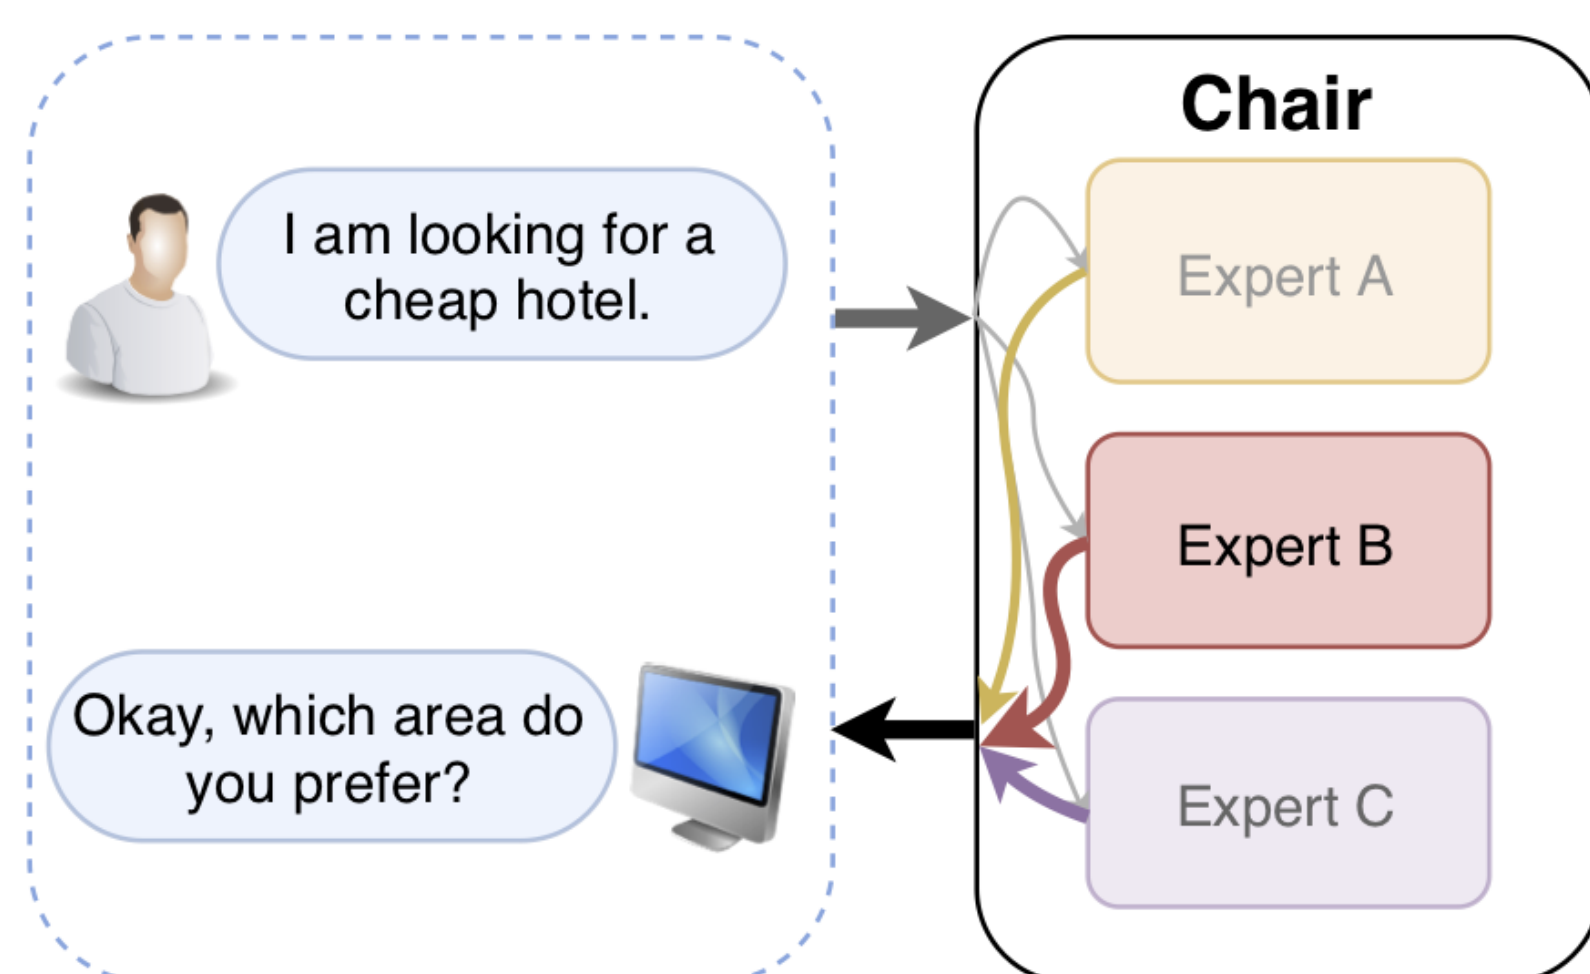 I am looking for a
cheap hotel.
Okay, which area do
you prefer?
Chair
Expert A
Expert B
Expert C